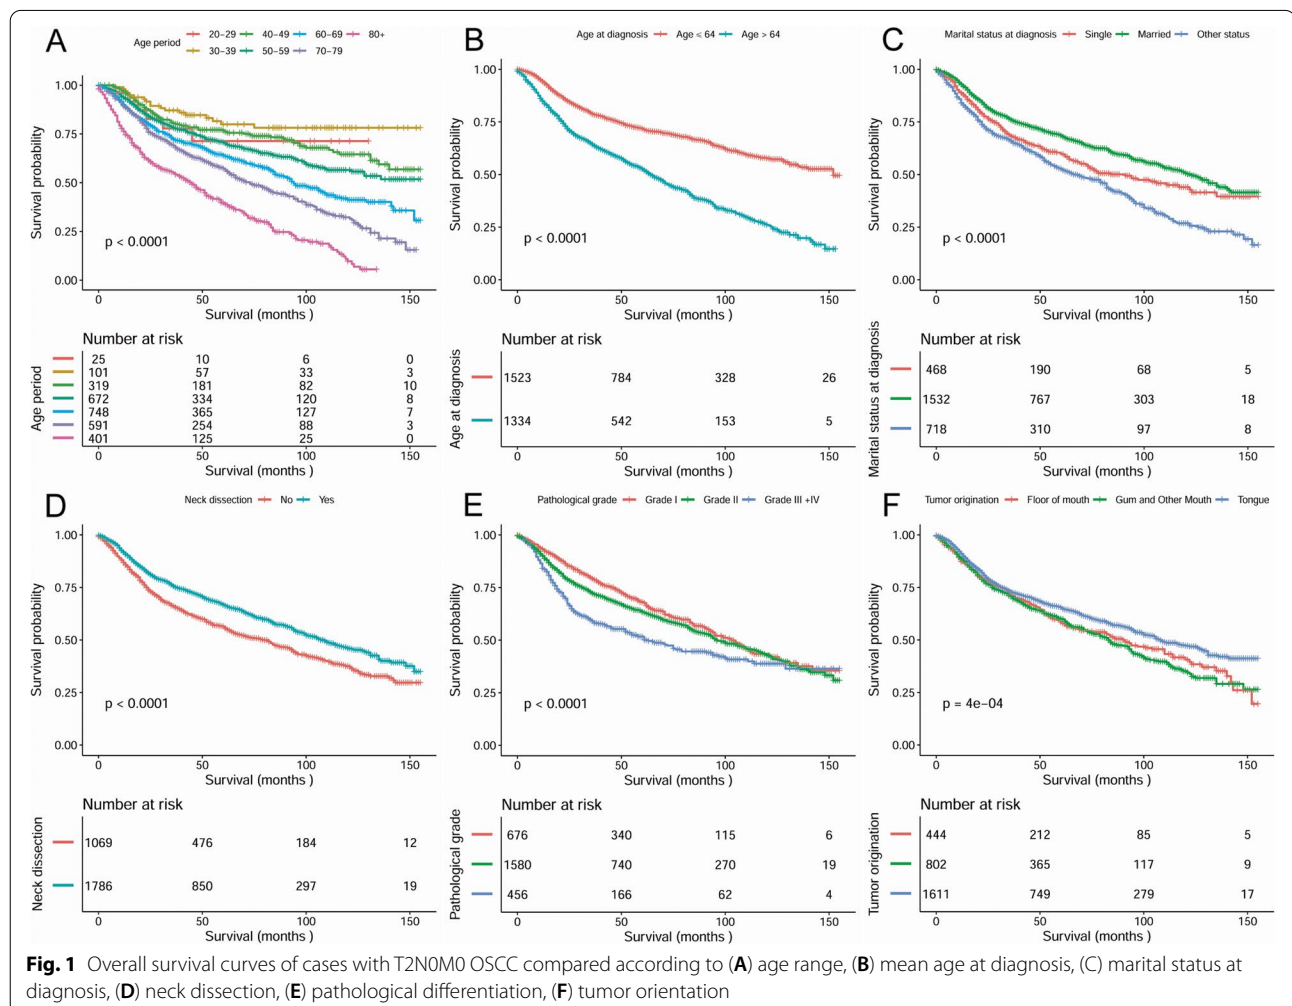 A
Age period 20-29 40-49 60-69 80+
30-39 50-59 70-79
Survival probability
1.00
0.75
0.50
0.25
0.00
p < 0.0001
0 50 100 150
Survival (months )
Number at risk
Age period
25 10 6 0
101 57 33 3
319 181 82 10
672 334 120 8
748 365 127 7
591 254 88 3
401 125 25 0
0 50 100 150
Survival (months )
B
Age at diagnosis Age ≤ 64 Age > 64
Survival probability
1.00
0.75
0.50
0.25
0.00
p < 0.0001
0 50 100 150
Survival (months )
Number at risk
Age at diagnosis
1523 784 328 26
1334 542 153 5
0 50 100 150
Survival (months )
C
Marital status at diagnosis Single Married Other status
Survival probability
1.00
0.75
0.50
0.25
0.00
p < 0.0001
0 50 100 150
Survival (months )
Number at risk
Marital status at diagnosis
468 190 68 5
1532 767 303 18
718 310 97 8
0 50 100 150
Survival (months )
D
Neck dissection No Yes
Survival probability
1.00
0.75
0.50
0.25
0.00
p < 0.0001
0 50 100 150
Survival (months )
Number at risk
Neck dissection
1069 476 184 12
1786 850 297 19
0 50 100 150
Survival (months )
E
Pathological grade Grade I Grade II Grade III +IV
Survival probability
1.00
0.75
0.50
0.25
0.00
p < 0.0001
0 50 100 150
Survival (months )
Number at risk
Pathological grade
676 340 115 6
1580 740 270 19
456 166 62 4
0 50 100 150
Survival (months )
F
Tumor origination Floor of mouth Gum and Other Mouth Tongue
Survival probability
1.00
0.75
0.50
0.25
0.00
p = 4e-04
0 50 100 150
Survival (months )
Number at risk
Tumor origination
444 212 85 5
802 365 117 9
1611 749 279 17
0 50 100 150
Survival (months )
Fig. 1 Overall survival curves of cases with T2N0M0 OSCC compared according to (A) age range, (B) mean age at diagnosis, (C) marital status at
diagnosis, (D) neck dissection, (E) pathological differentiation, (F) tumor orientation